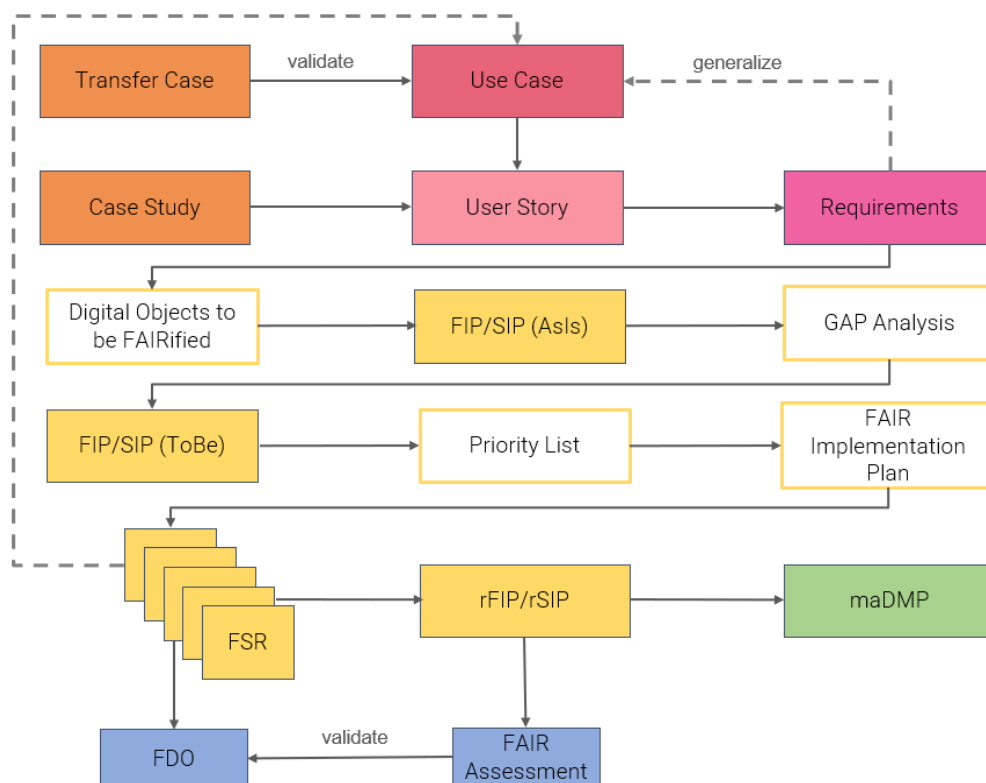 Transfer Case
validate
Use Case
generalize
Case Study
User Story
Requirements
Digital Objects to
be FAIRified
FIP/SIP (AsIs)
GAP Analysis
FIP/SIP (ToBe)
Priority List
FAIR
Implementation
Plan
FSR
rFIP/rSIP
maDMP
FDO
validate
FAIR
Assessment